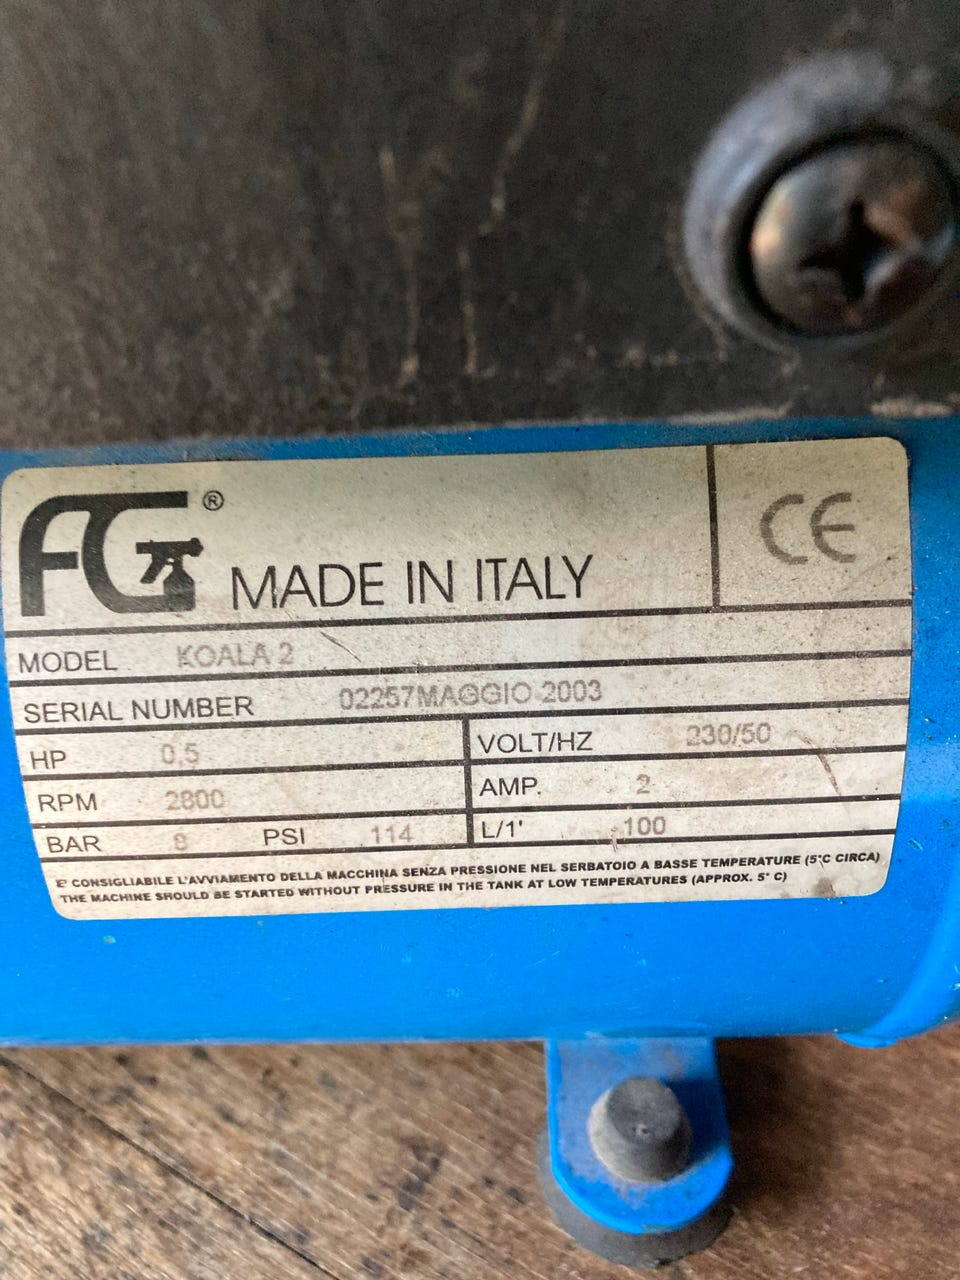 FG ® MADE IN ITALY CE
MODEL KOALA 2
SERIAL NUMBER 02257MAGGIO 2003
HP 0,5 VOLT/HZ 230/50
RPM 2800 AMP. 2
BAR 8 PSI 114 L/1' 100
E' CONSIGLIABILE L'AVVIAMENTO DELLA MACCHINA SENZA PRESSIONE NEL SERBATOIO A BASSE TEMPERATURE (5°C CIRCA)
THE MACHINE SHOULD BE STARTED WITHOUT PRESSURE IN THE TANK AT LOW TEMPERATURES (APPROX. 5° C)